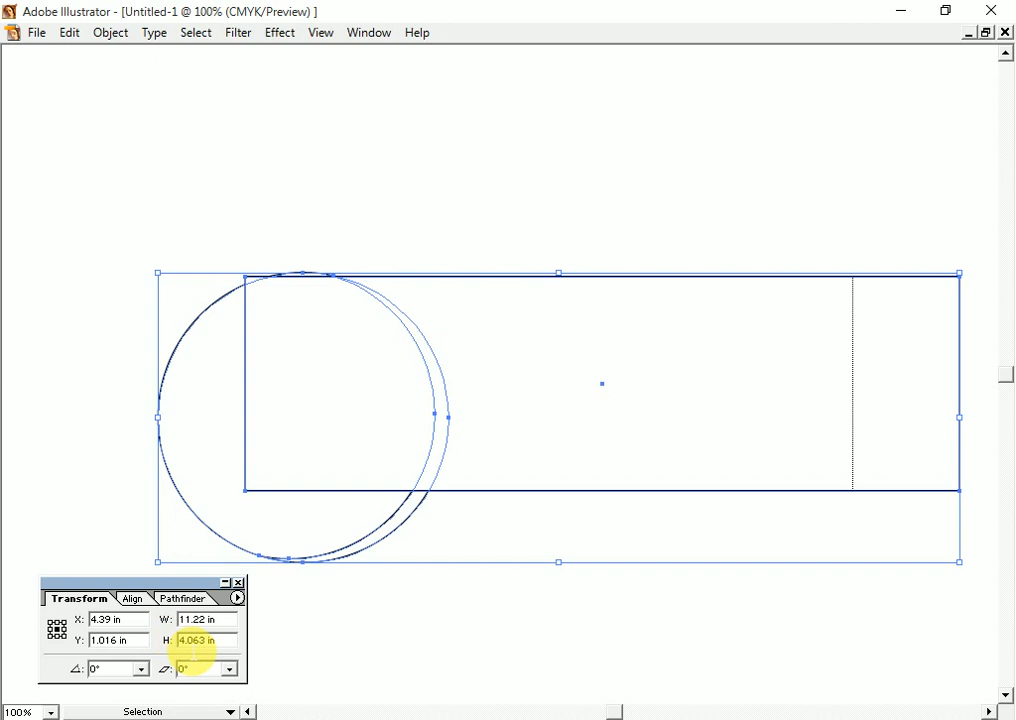 Adobe Illustrator - [Untitled-1 @ 100% (CMYK/Preview) ]
File Edit Object Type Select Filter Effect View Window Help
Transform Align Pathfinder
X: 4.39 in W: 11.22 in
Y: 1.016 in H: 4.063 in
0° 0°
100% Selection